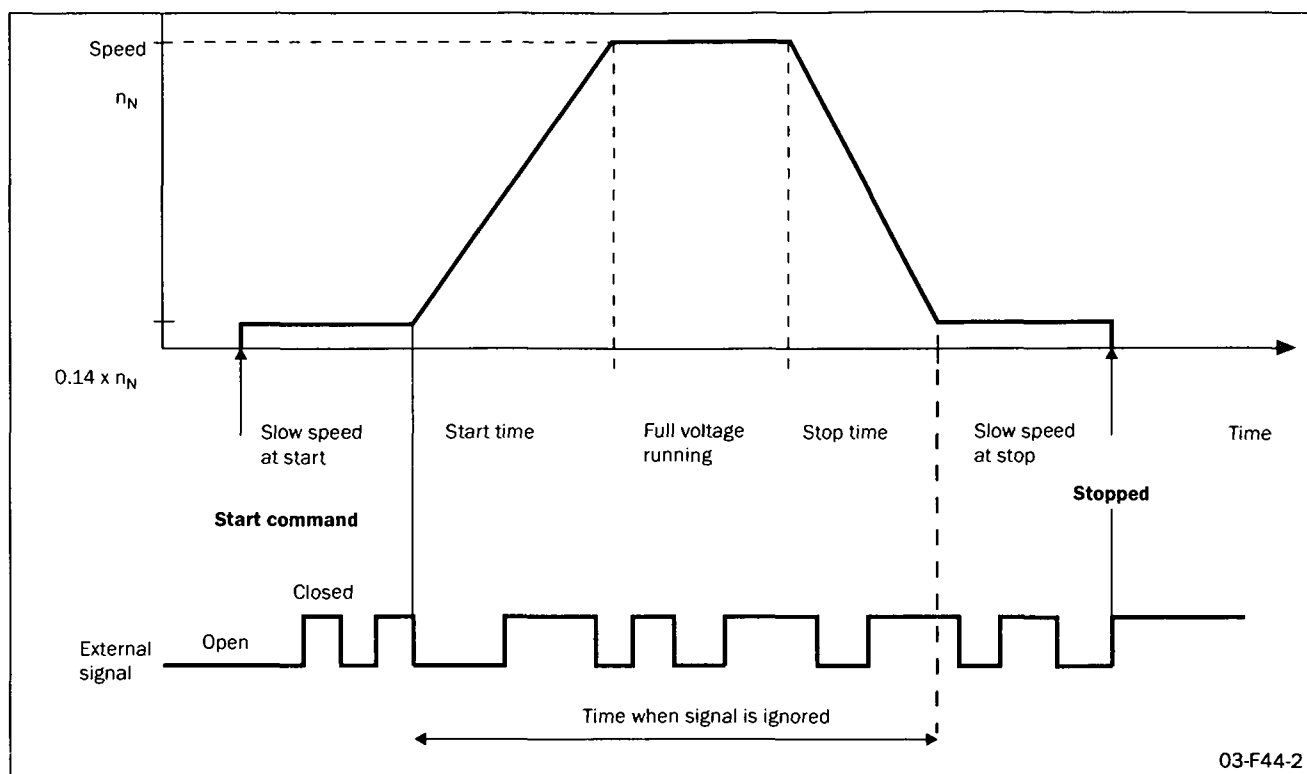 Speed
n_N
0.14 x n_N
Slow speed
at start
Start time
Full voltage
running
Stop time
Slow speed
at stop
Time
Stopped
Start command
Closed
Open
External
signal
Time when signal is ignored
03-F44-2